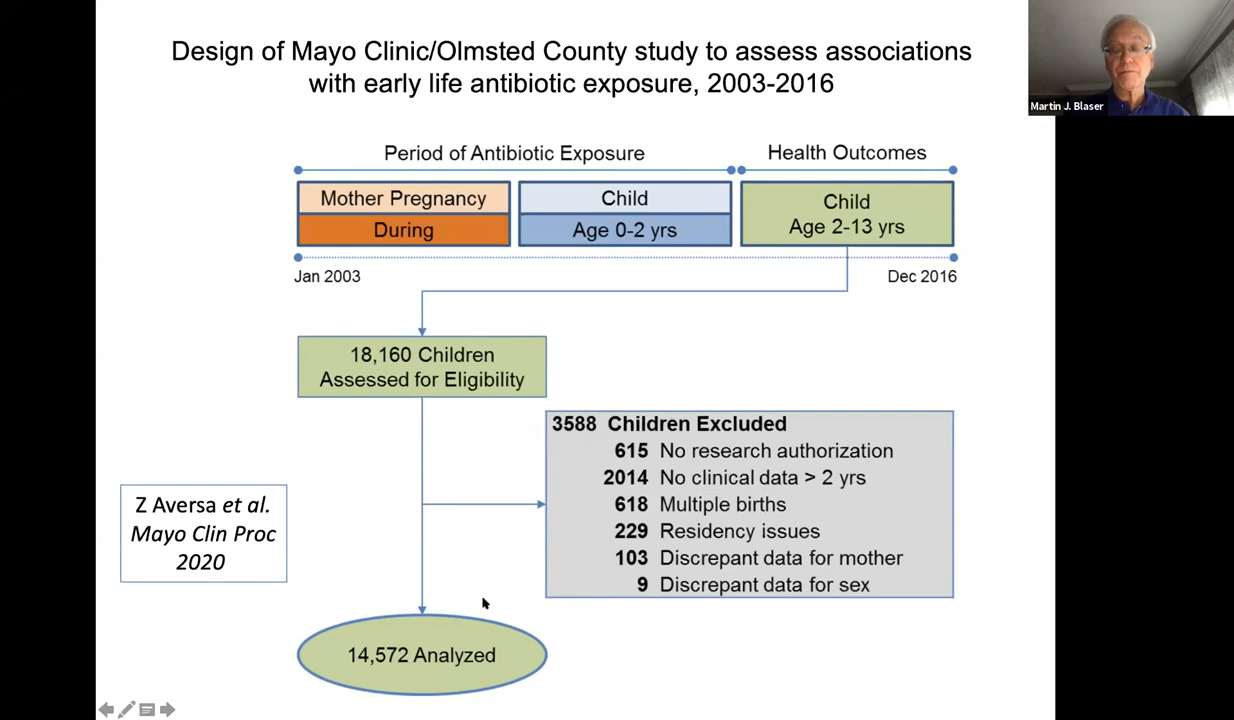 Design of Mayo Clinic/Olmsted County study to assess associations
with early life antibiotic exposure, 2003-2016
Martin J. Blaser
Period of Antibiotic Exposure
Health Outcomes
Mother Pregnancy
During
Child
Age 0-2 yrs
Child
Age 2-13 yrs
Jan 2003
Dec 2016
18,160 Children
Assessed for Eligibility
3588 Children Excluded
615 No research authorization
2014 No clinical data > 2 yrs
618 Multiple births
229 Residency issues
103 Discrepant data for mother
9 Discrepant data for sex
Z Aversa et al.
Mayo Clin Proc
2020
14,572 Analyzed